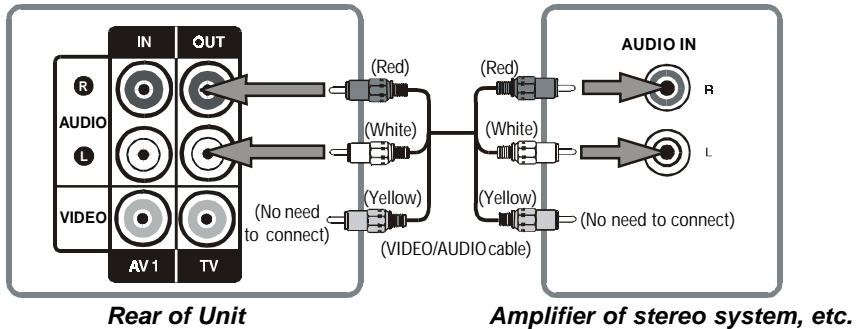 IN OUT
AUDIO IN
(Red) (Red)
R R
AUDIO
(White) (White)
L L
VIDEO
(Yellow) (Yellow)
(No need
to connect)
(No need to connect)
(VIDEO/AUDIO cable)
AV 1 TV
Rear of Unit
Amplifier of stereo system, etc.